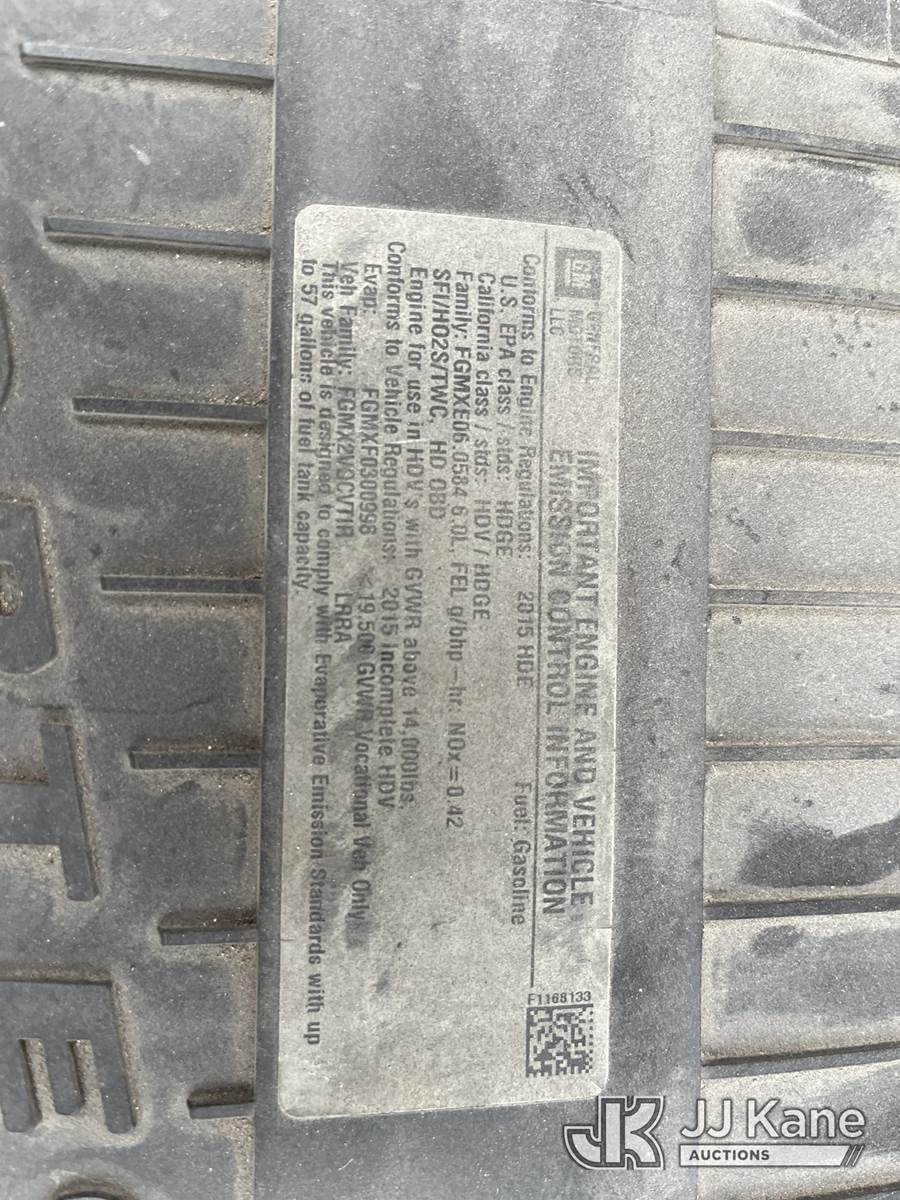 GM
GENERAL
MOTORS
LLC
IMPORTANT ENGINE AND VEHICLE
EMISSION CONTROL INFORMATION
F1168133
Conforms to Engine Regulations: 2015 HDE Fuel: Gasoline
U.S. EPA class / stds: HDGE
California class / stds: HDV / HDGE
Family: FGMXE06.0584 6.0L, FEL g/bhp-hr: NOx=0.42
SFI/HO2S/TWC, HD OBD
Engine for use in HDV's with GVWR above 14,000lbs.
Conforms to Vehicle Regulations: 2015 incomplete HDV
Evap: FGMXF0300996 <19,500 GVWR Vocational Veh Only
Veh Family: LRRA
This vehicle is designed to comply with Evaporative Emission Standards with up
to 57 gallons of fuel tank capacity.
PTE
JK JJ Kane
AUCTIONS